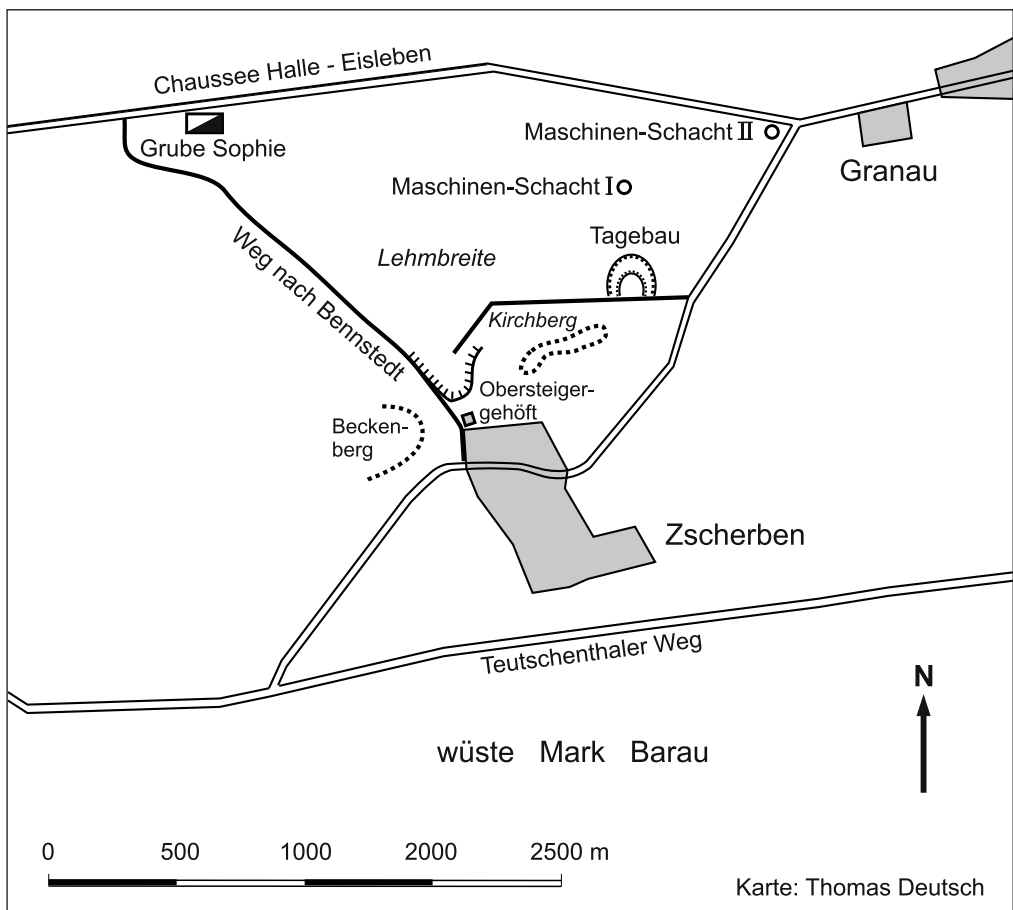 Chaussee Halle - Eisleben
Grube Sophie
Maschinen-Schacht II
Granau
Maschinen-Schacht I
Tagebau
Lehmbreite
Weg nach Bennstedt
Kirchberg
Obersteiger-
gehöft
Becken-
berg
Zscherben
Teutschenthaler Weg
N
wüste Mark Barau
0 500 1000 2000 2500 m
Karte: Thomas Deutsch